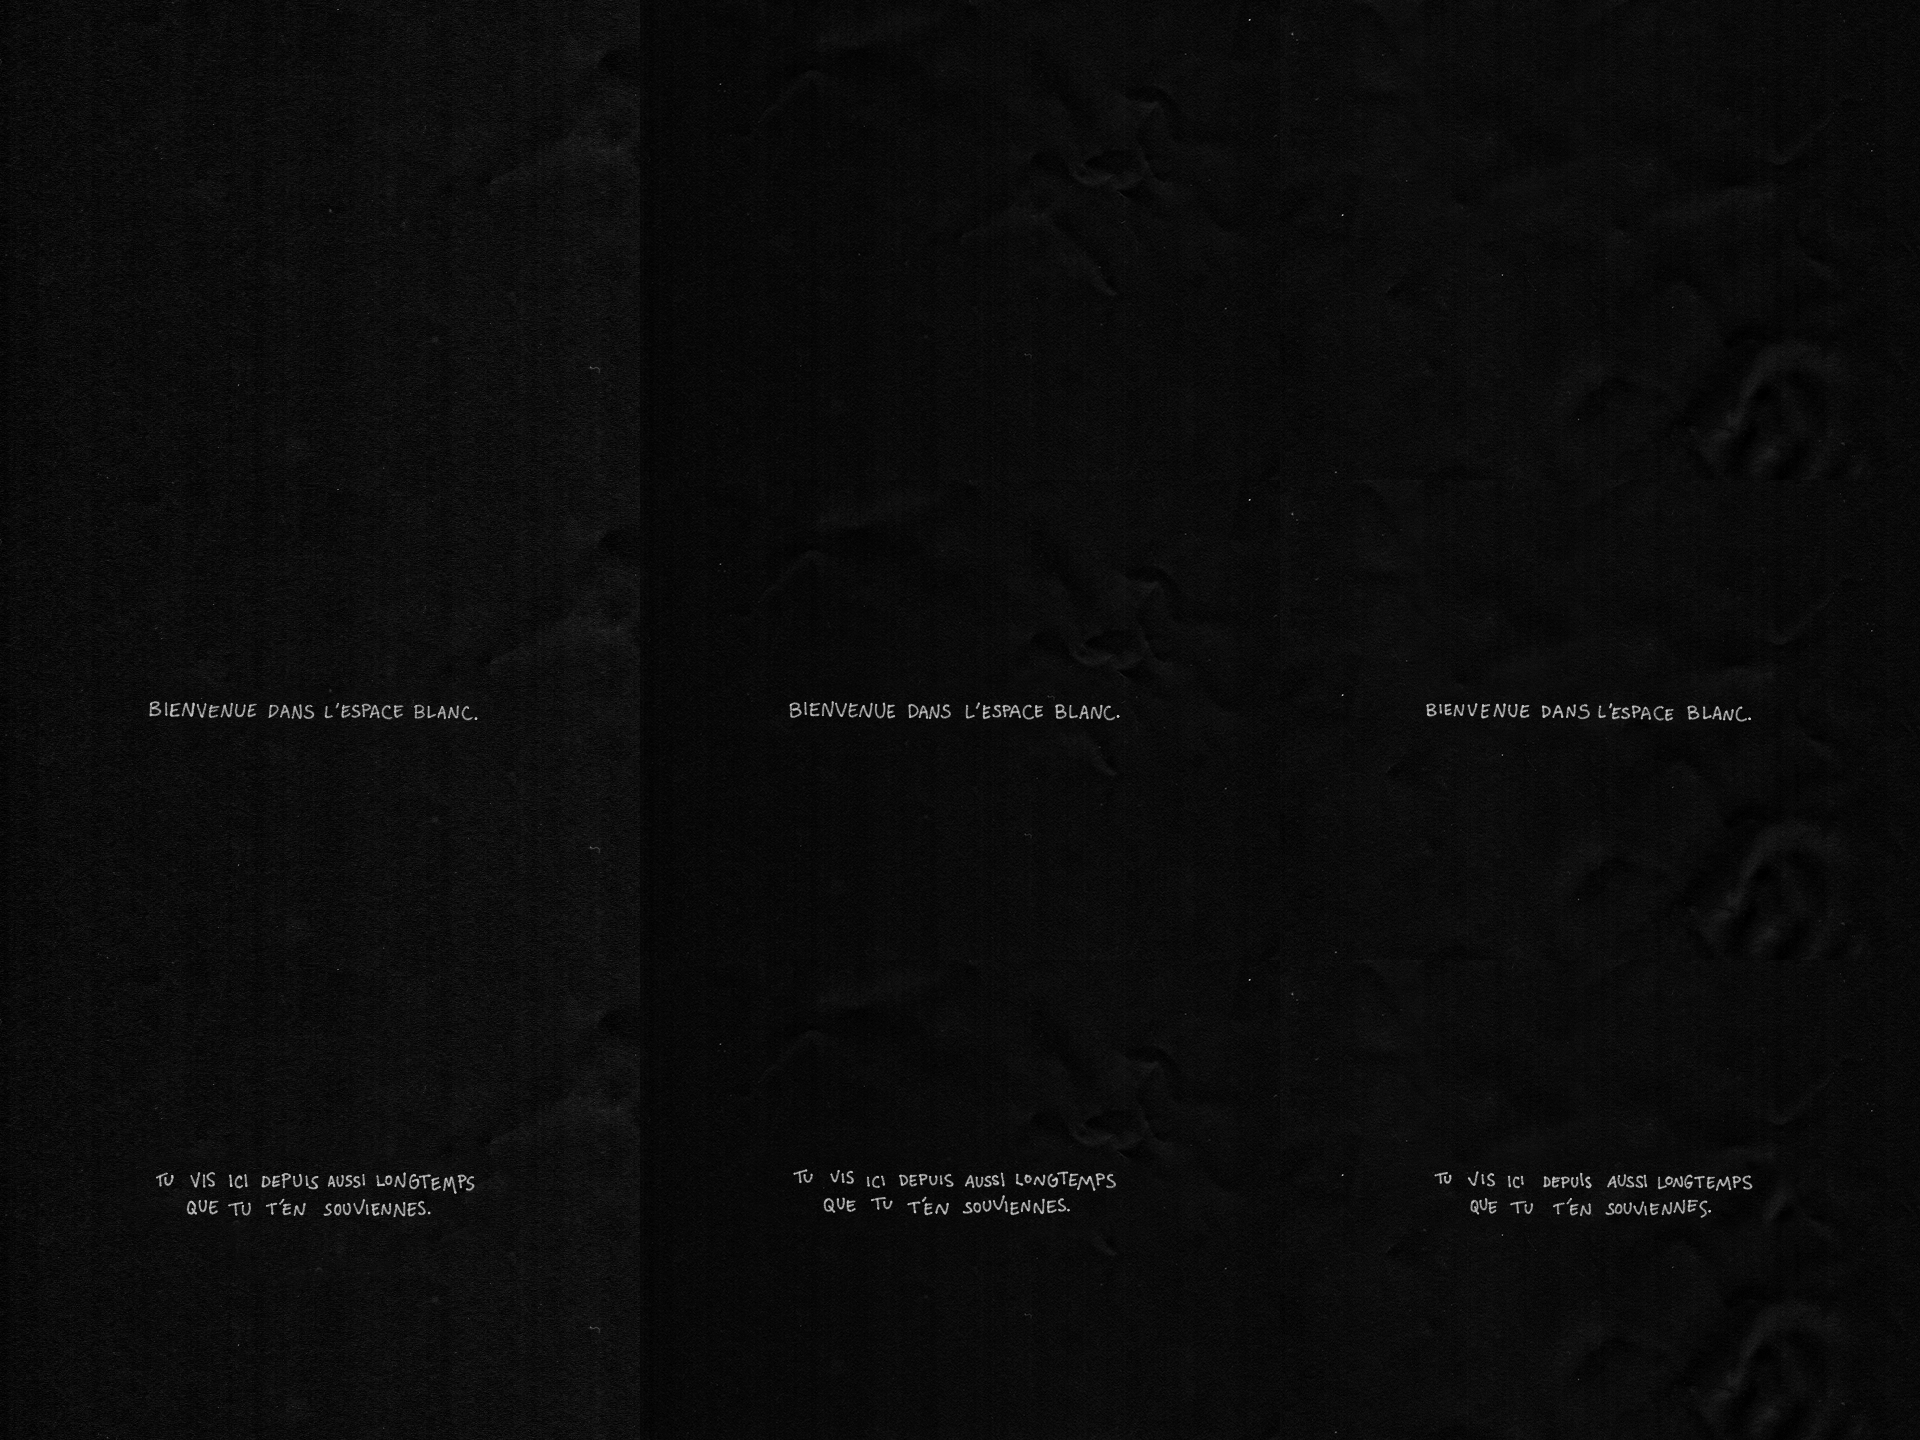 BIENVENUE DANS L'ESPACE BLANC.
BIENVENUE DANS L'ESPACE BLANC.
BIENVENUE DANS L'ESPACE BLANC.
TU VIS ICI DEPUIS AUSSI LONGTEMPS
QUE TU T'EN SOUVIENNES.
TU VIS ICI DEPUIS AUSSI LONGTEMPS
QUE TU T'EN SOUVIENNES.
TU VIS ICI DEPUIS AUSSI LONGTEMPS
QUE TU T'EN SOUVIENNES.